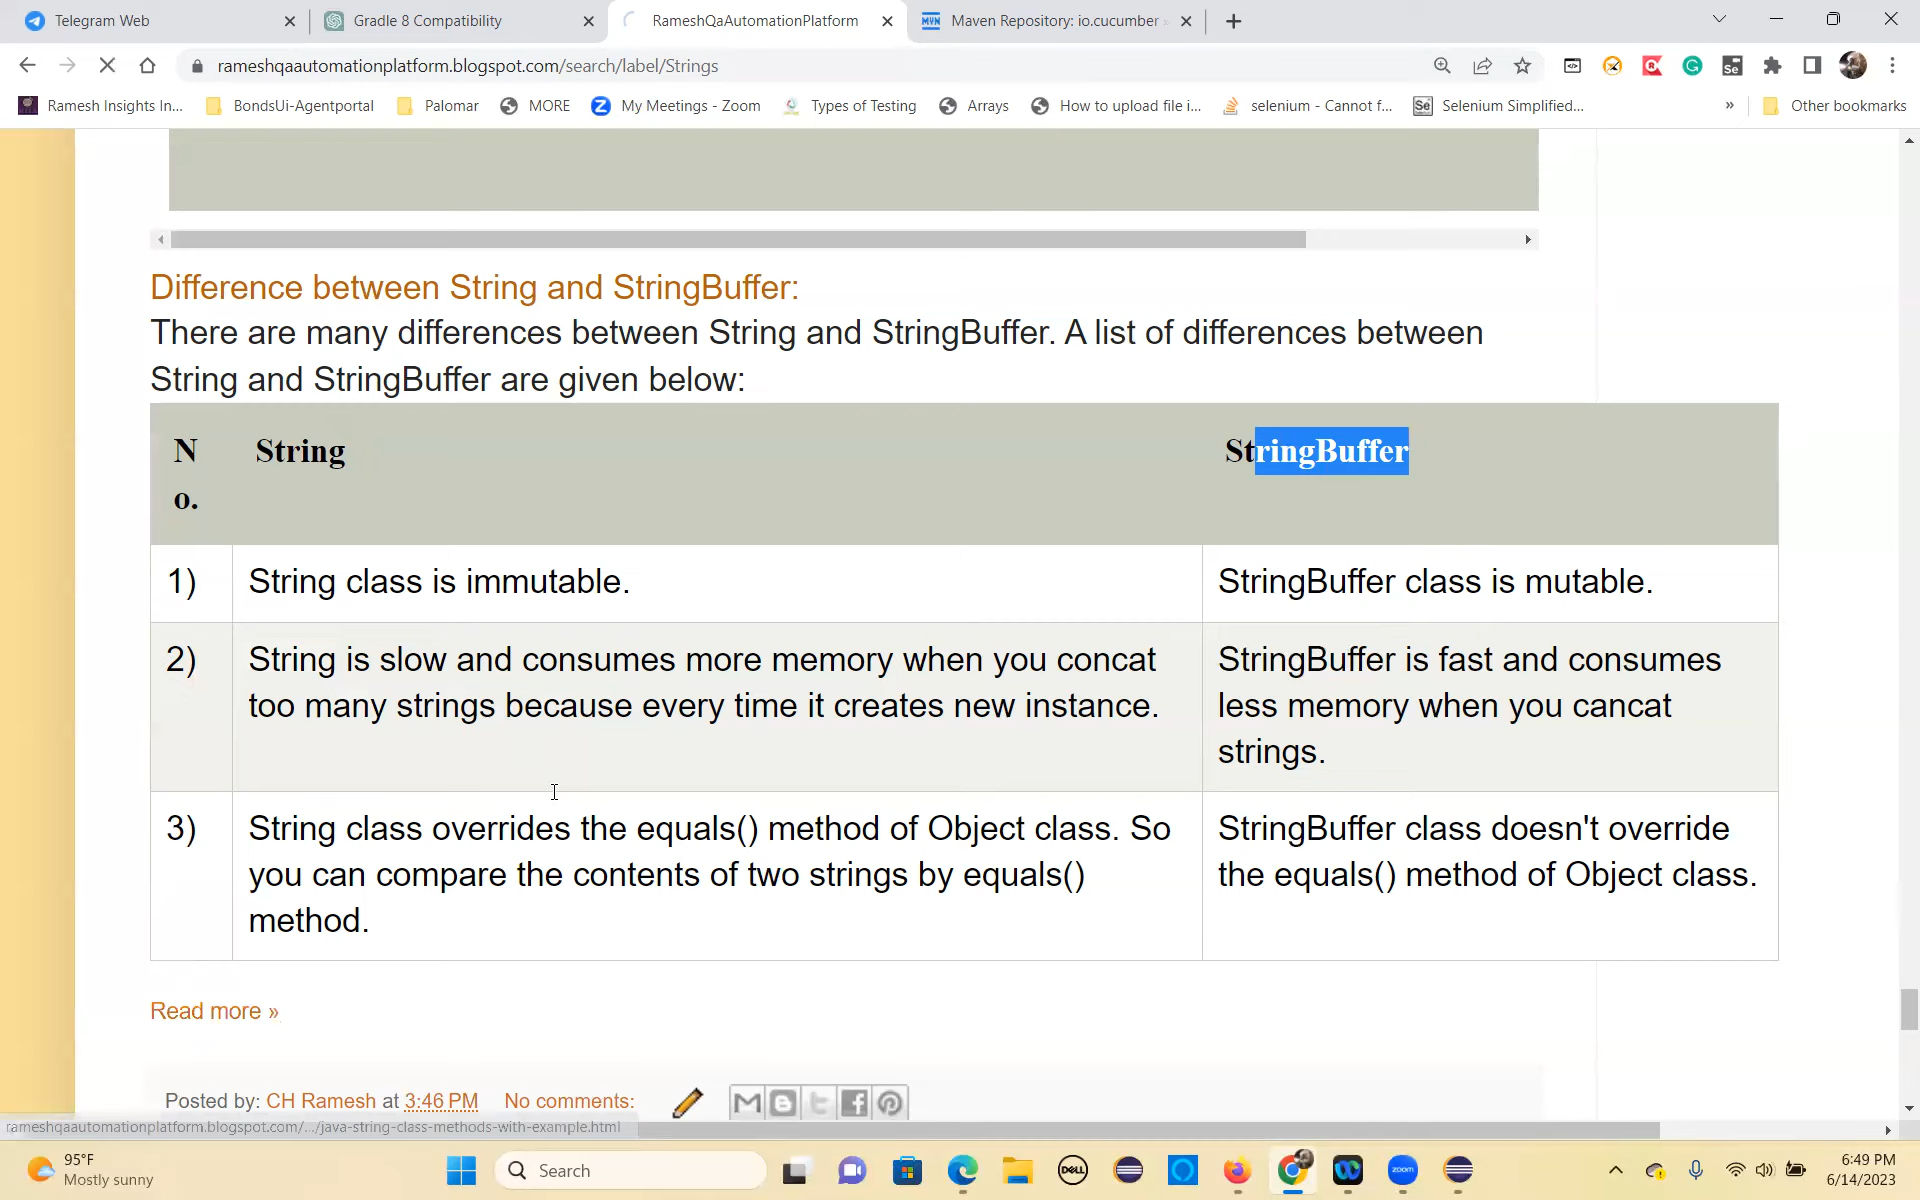 Telegram Web
Gradle 8 Compatibility
RameshQaAutomationPlatform
MVN Maven Repository: io.cucumber
rameshqaautomationplatform.blogspot.com/search/label/Strings
Ramesh Insights In...
BondsUi-Agentportal
Palomar
MORE
My Meetings - Zoom
Types of Testing
Arrays
How to upload file i...
selenium - Cannot f...
Se Selenium Simplified...
»
Other bookmarks
Difference between String and StringBuffer:
There are many differences between String and StringBuffer. A list of differences between
String and StringBuffer are given below:
N
o.
String
StringBuffer
1)
String class is immutable.
StringBuffer class is mutable.
2)
String is slow and consumes more memory when you concat
too many strings because every time it creates new instance.
StringBuffer is fast and consumes
less memory when you cancat
strings.
3)
String class overrides the equals() method of Object class. So
you can compare the contents of two strings by equals()
method.
StringBuffer class doesn't override
the equals() method of Object class.
Read more »
Posted by: CH Ramesh at 3:46 PM No comments:
rameshqaautomationplatform.blogspot.com/.../java-string-class-methods-with-example.html
95°F
Mostly sunny
Search
DELL
zoom
6:49 PM
6/14/2023